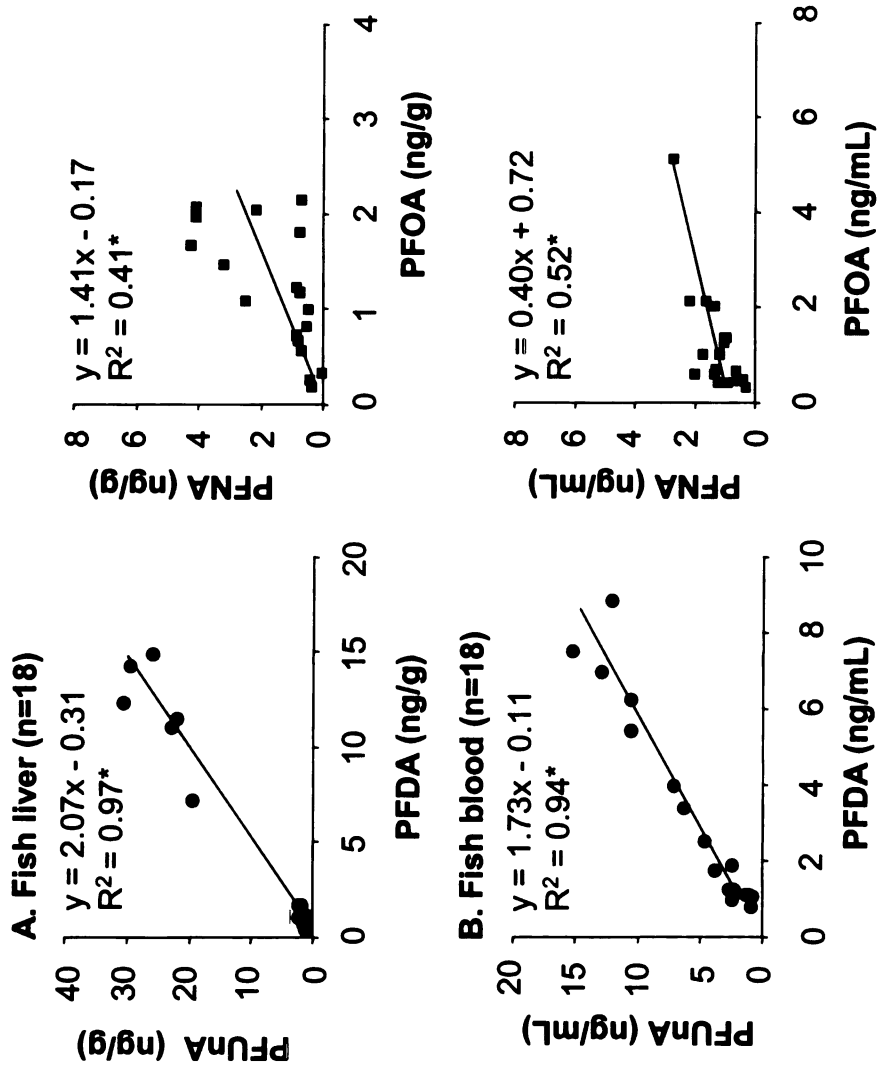 A. Fish liver (n=18)
y = 2.07x - 0.31
R² = 0.97*
40
30
20
10
0
PFUnA (ng/g)
0 5 10 15 20
PFDA (ng/g)
y = 1.41x - 0.17
R² = 0.41*
8
6
4
2
0
PFNA (ng/g)
0 1 2 3 4
PFOA (ng/g)
B. Fish blood (n=18)
y = 1.73x - 0.11
R² = 0.94*
20
15
10
5
0
PFUnA (ng/mL)
0 2 4 6 8 10
PFDA (ng/mL)
y = 0.40x + 0.72
R² = 0.52*
8
6
4
2
0
PFNA (ng/mL)
0 2 4 6 8
PFOA (ng/mL)